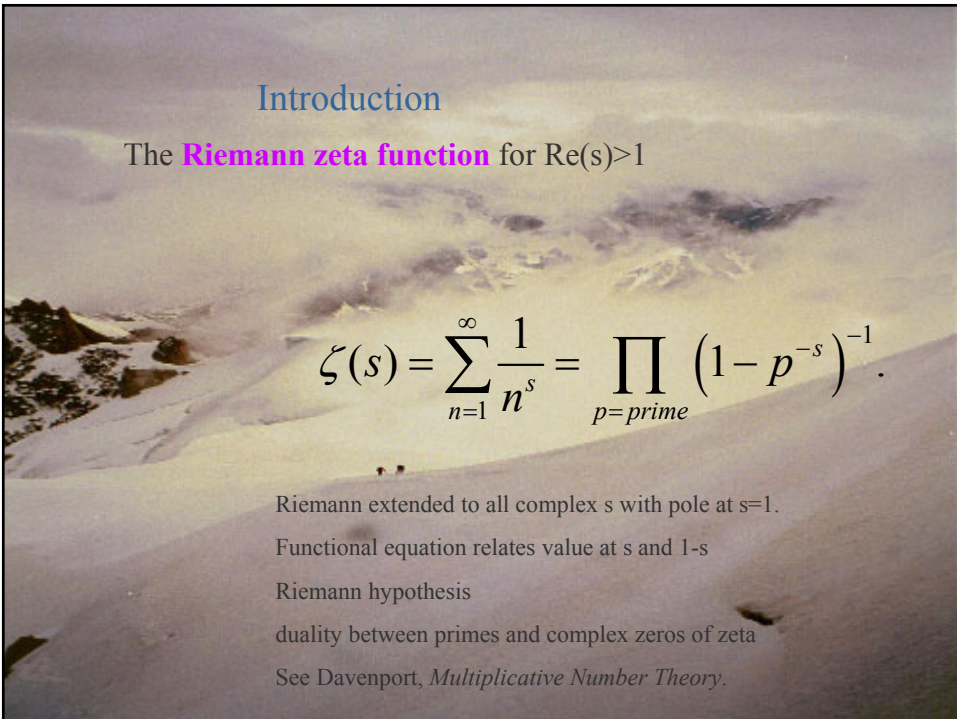 Introduction
The Riemann zeta function for Re(s)>1
ζ(s) = ∑_{n=1}^{∞} 1/n^s = ∏_{p=prime} (1 − p^{−s})^{−1}.
Riemann extended to all complex s with pole at s=1.
Functional equation relates value at s and 1-s
Riemann hypothesis
duality between primes and complex zeros of zeta
See Davenport, Multiplicative Number Theory.